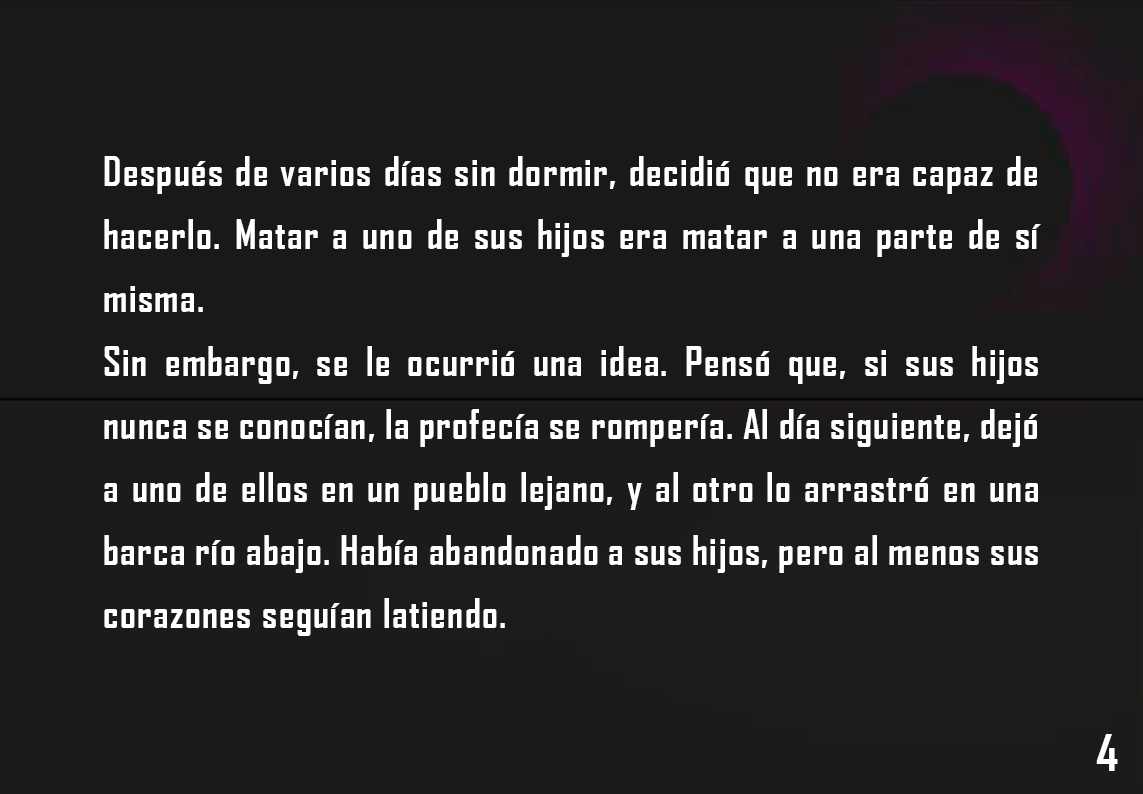 Después de varios días sin dormir, decidió que no era capaz de
hacerlo. Matar a uno de sus hijos era matar a una parte de sí
misma.
Sin embargo, se le ocurrió una idea. Pensó que, si sus hijos
nunca se conocían, la profecía se rompería. Al día siguiente, dejó
a uno de ellos en un pueblo lejano, y al otro lo arrastró en una
barca río abajo. Había abandonado a sus hijos, pero al menos sus
corazones seguían latiendo.
4